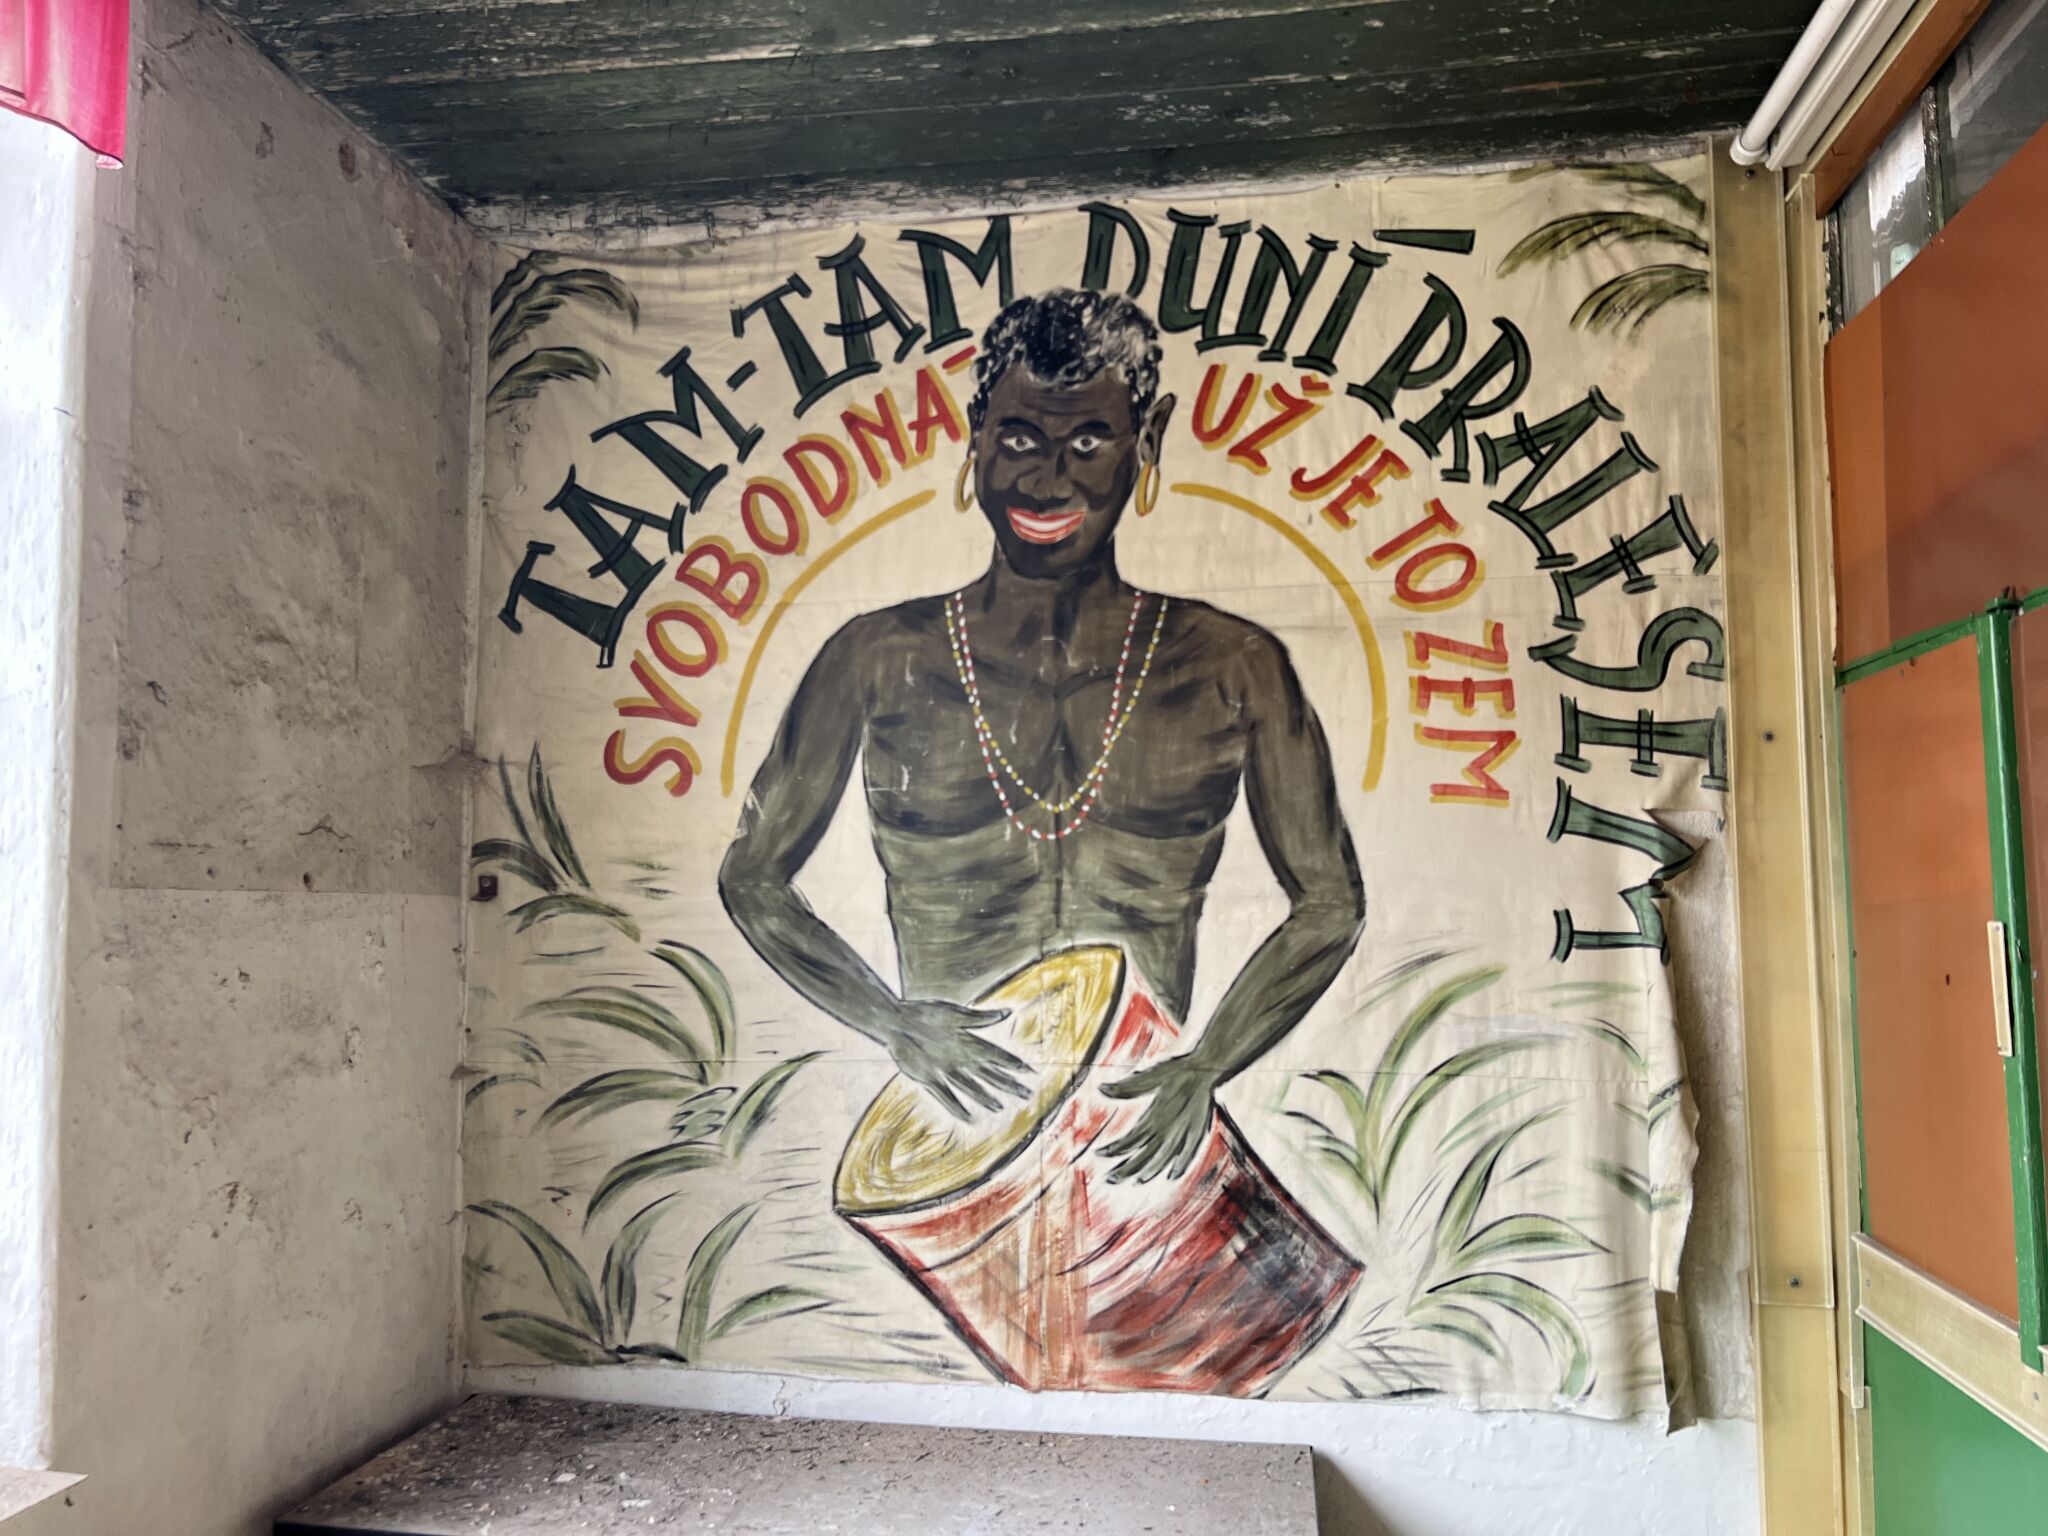 TAM-TAM DUNÍ PRALESEM
SVOBODNÁ UŽ JE TO ZEM